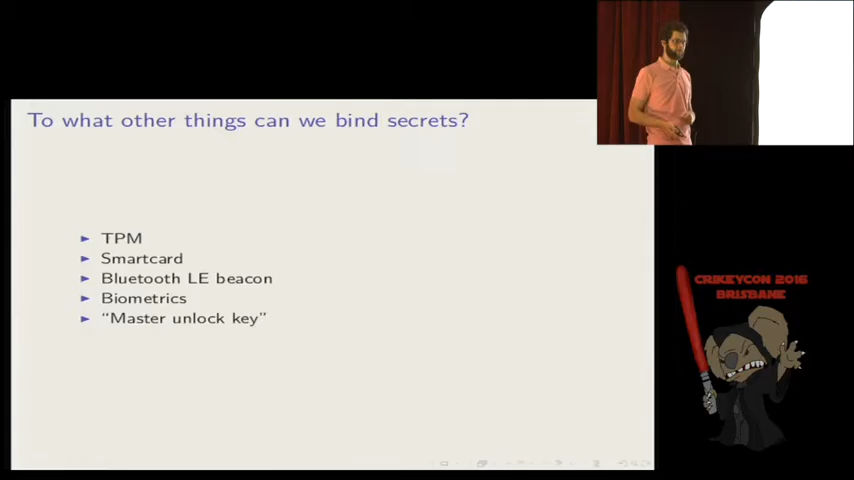 To what other things can we bind secrets?
TPM
Smartcard
Bluetooth LE beacon
Biometrics
“Master unlock key”
CRIKEYCON 2016
BRISBANE